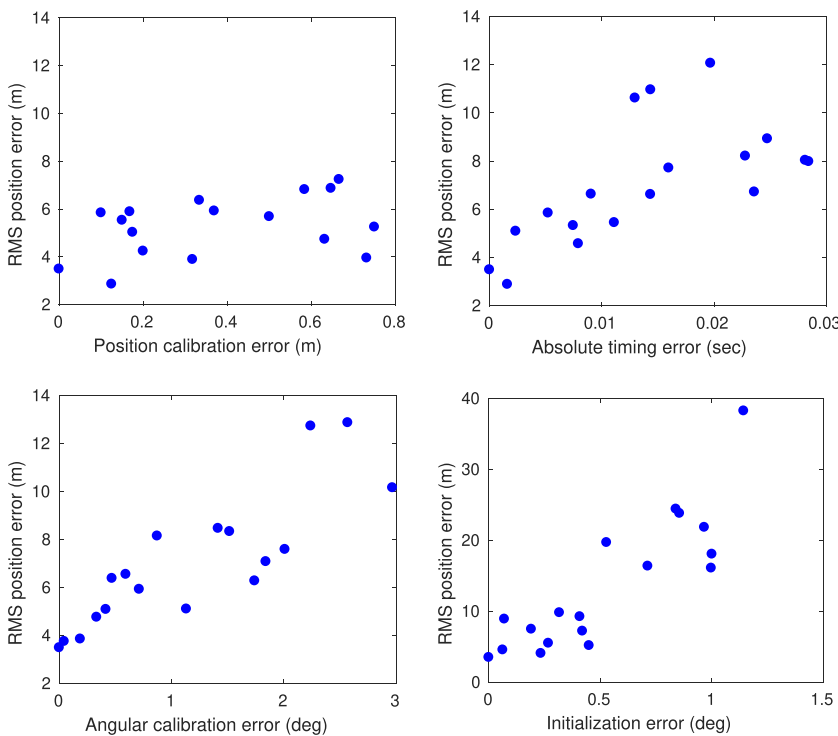 14
12
10
8
6
4
2
0 0.2 0.4 0.6 0.8
RMS position error (m)
Position calibration error (m)
14
12
10
8
6
4
2
0 0.01 0.02 0.03
RMS position error (m)
Absolute timing error (sec)
14
12
10
8
6
4
2
0 1 2 3
RMS position error (m)
Angular calibration error (deg)
40
30
20
10
0
0 0.5 1 1.5
RMS position error (m)
Initialization error (deg)